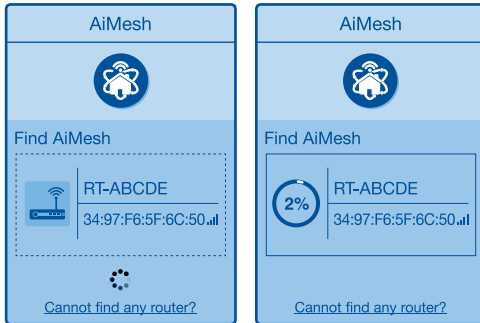 AiMesh
Find AiMesh
RT-ABCDE
34:97:F6:5F:6C:50
Cannot find any router?
AiMesh
Find AiMesh
2%
RT-ABCDE
34:97:F6:5F:6C:50
Cannot find any router?